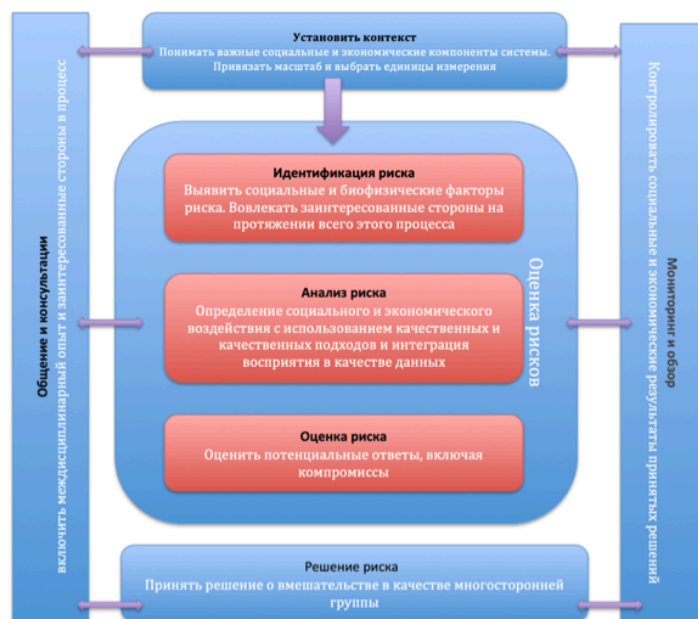 Установить контекст
Понимать важные социальные и экономические компоненты системы.
Привязать масштаб и выбрать единицы измерения
Общение и консультации
включить междисциплинарный опыт и заинтересованные стороны в процесс
Идентификация риска
Выявить социальные и биофизические факторы
риска. Вовлекать заинтересованные стороны на
протяжении всего этого процесса
Анализ риска
Определение социального и экономического
воздействия с использованием качественных и
качественных подходов и интеграция
восприятия в качестве данных
Оценка риска
Оценить потенциальные ответы, включая
компромиссы
Оценка рисков
Мониторинг и обзор
Контролировать социальные и экономические результаты принятых решений
Решение риска
Принять решение о вмешательстве в качестве многосторонней
группы